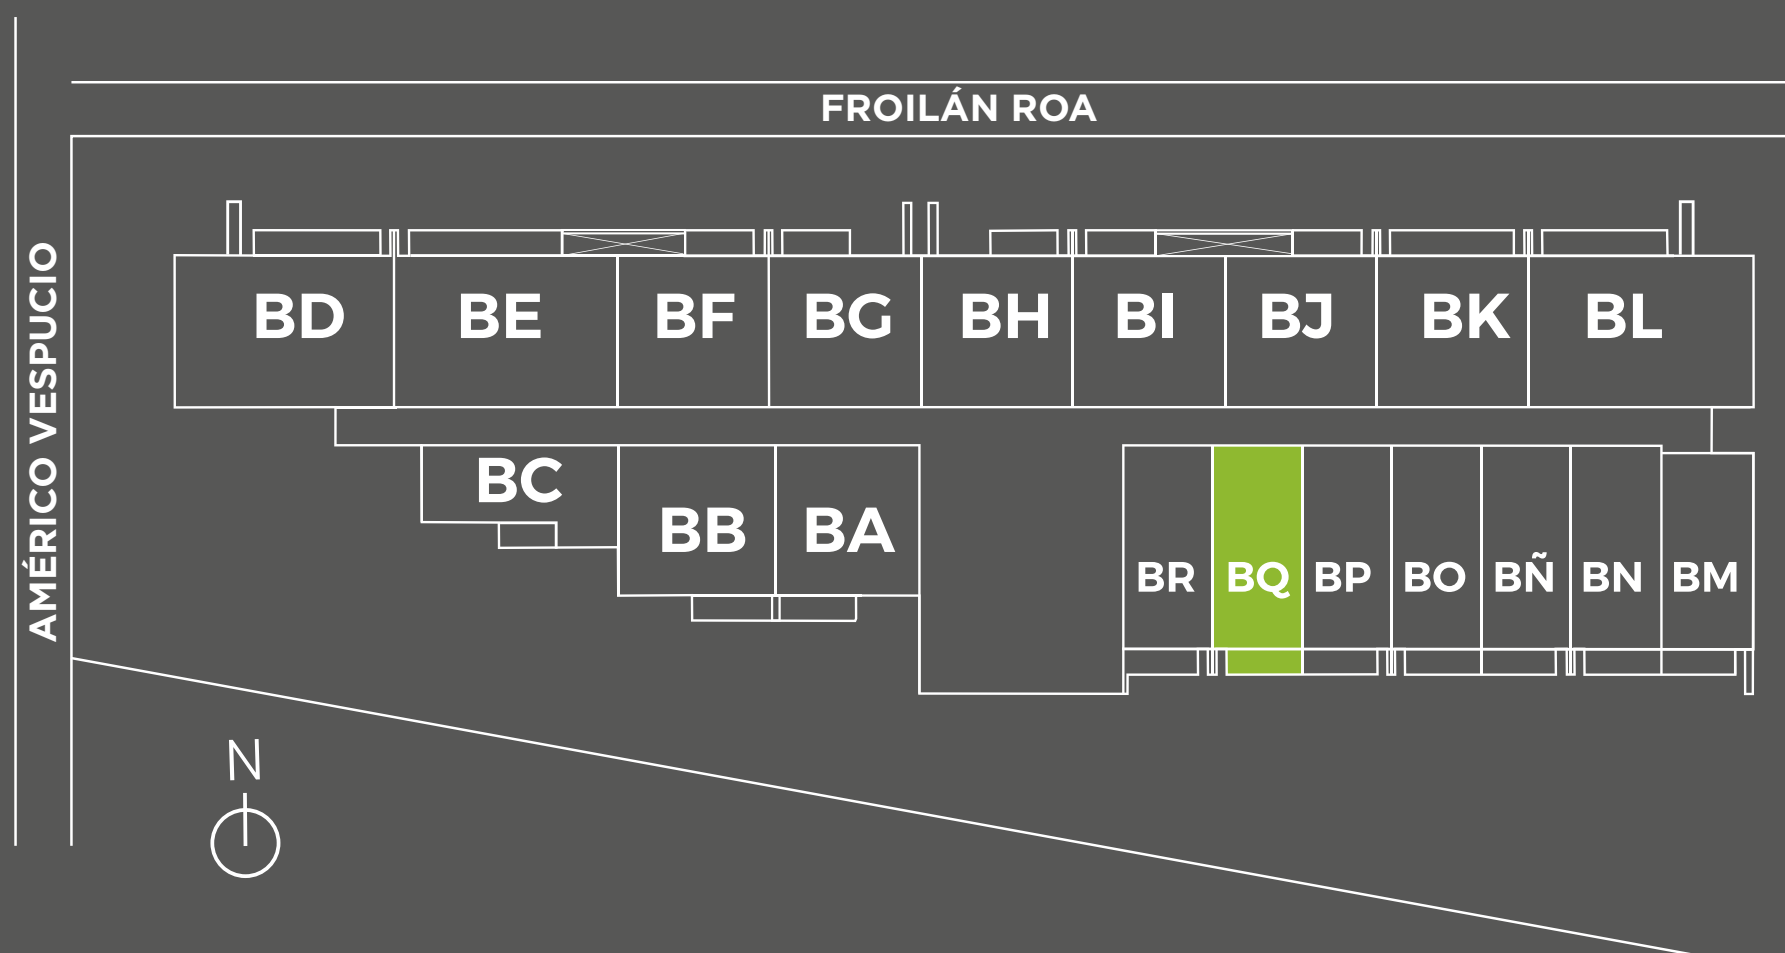 FROILÁN ROA
AMÉRICO VESPUCIO
BD BE BF BG BH BI BJ BK BL
BC
BB BA
BR BQ BP BO BÑ BN BM
N